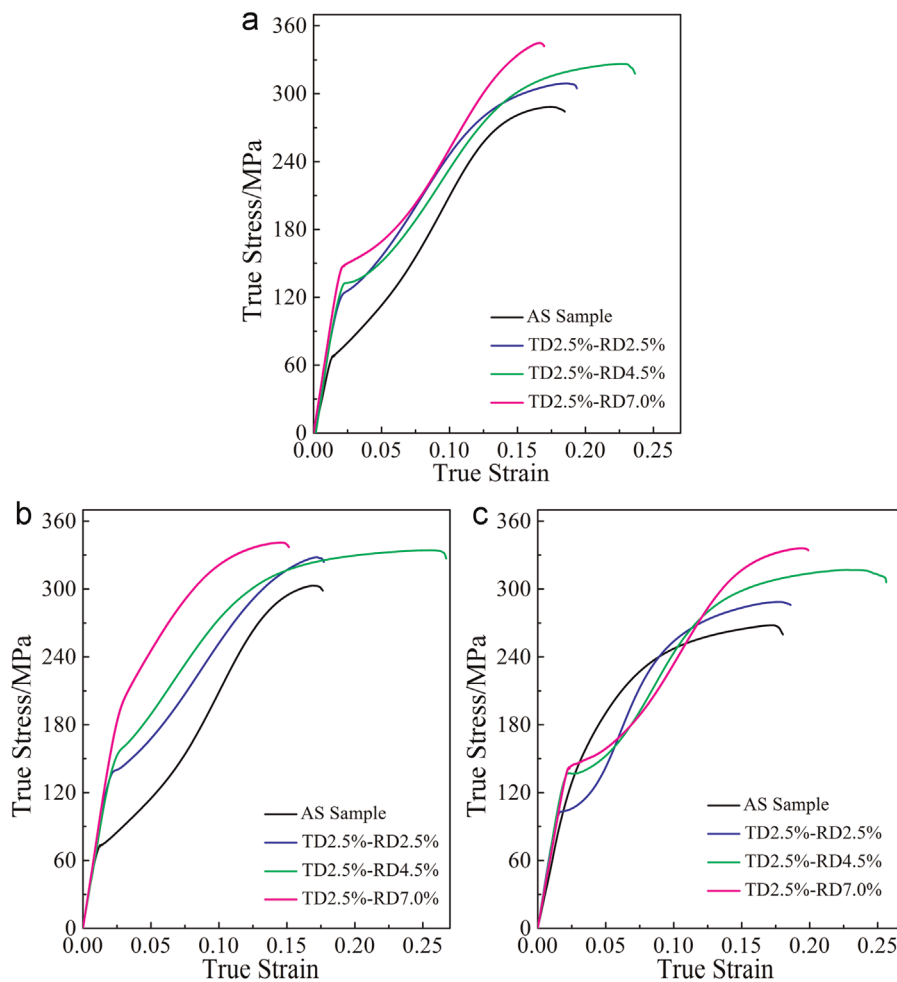 a
360
300
240
180
120
60
0
True Stress/MPa
AS Sample
TD2.5%-RD2.5%
TD2.5%-RD4.5%
TD2.5%-RD7.0%
0.00 0.05 0.10 0.15 0.20 0.25
True Strain
b
360
300
240
180
120
60
0
True Stress/MPa
AS Sample
TD2.5%-RD2.5%
TD2.5%-RD4.5%
TD2.5%-RD7.0%
0.00 0.05 0.10 0.15 0.20 0.25
True Strain
c
360
300
240
180
120
60
0
True Stress/MPa
AS Sample
TD2.5%-RD2.5%
TD2.5%-RD4.5%
TD2.5%-RD7.0%
0.00 0.05 0.10 0.15 0.20 0.25
True Strain